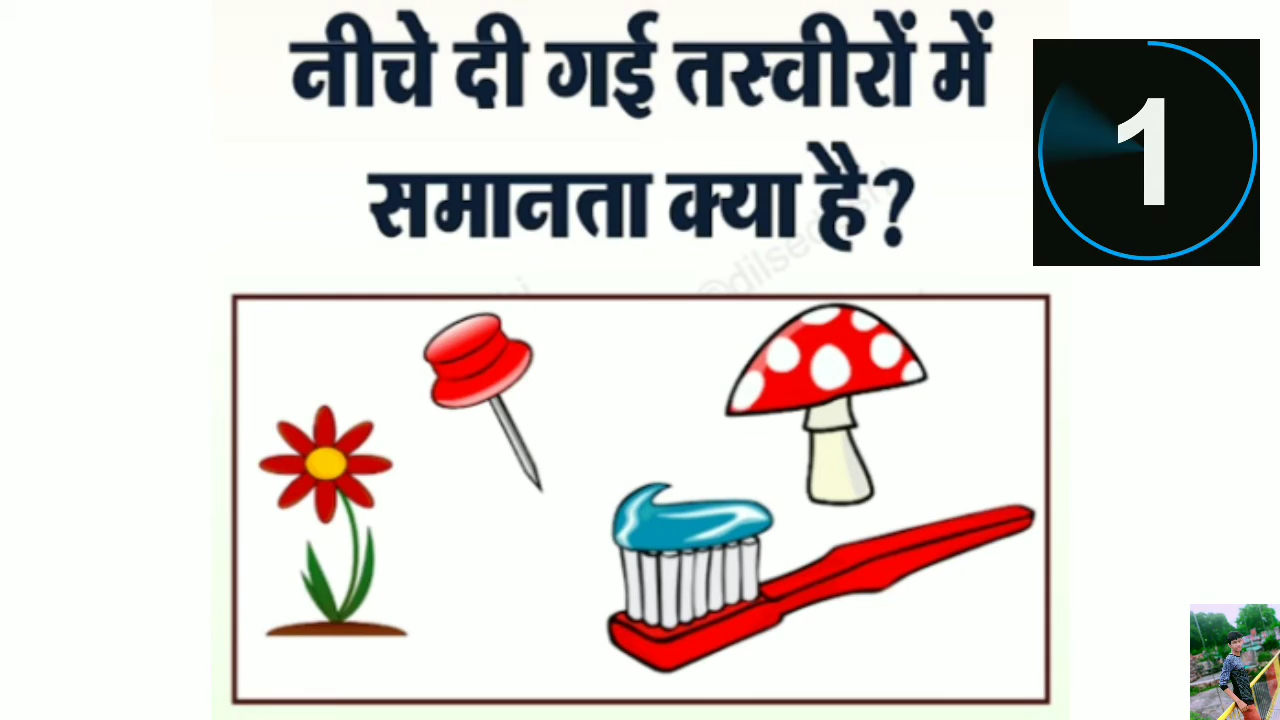 नीचे दी गई तस्वीरों में
समानता क्या है?
1